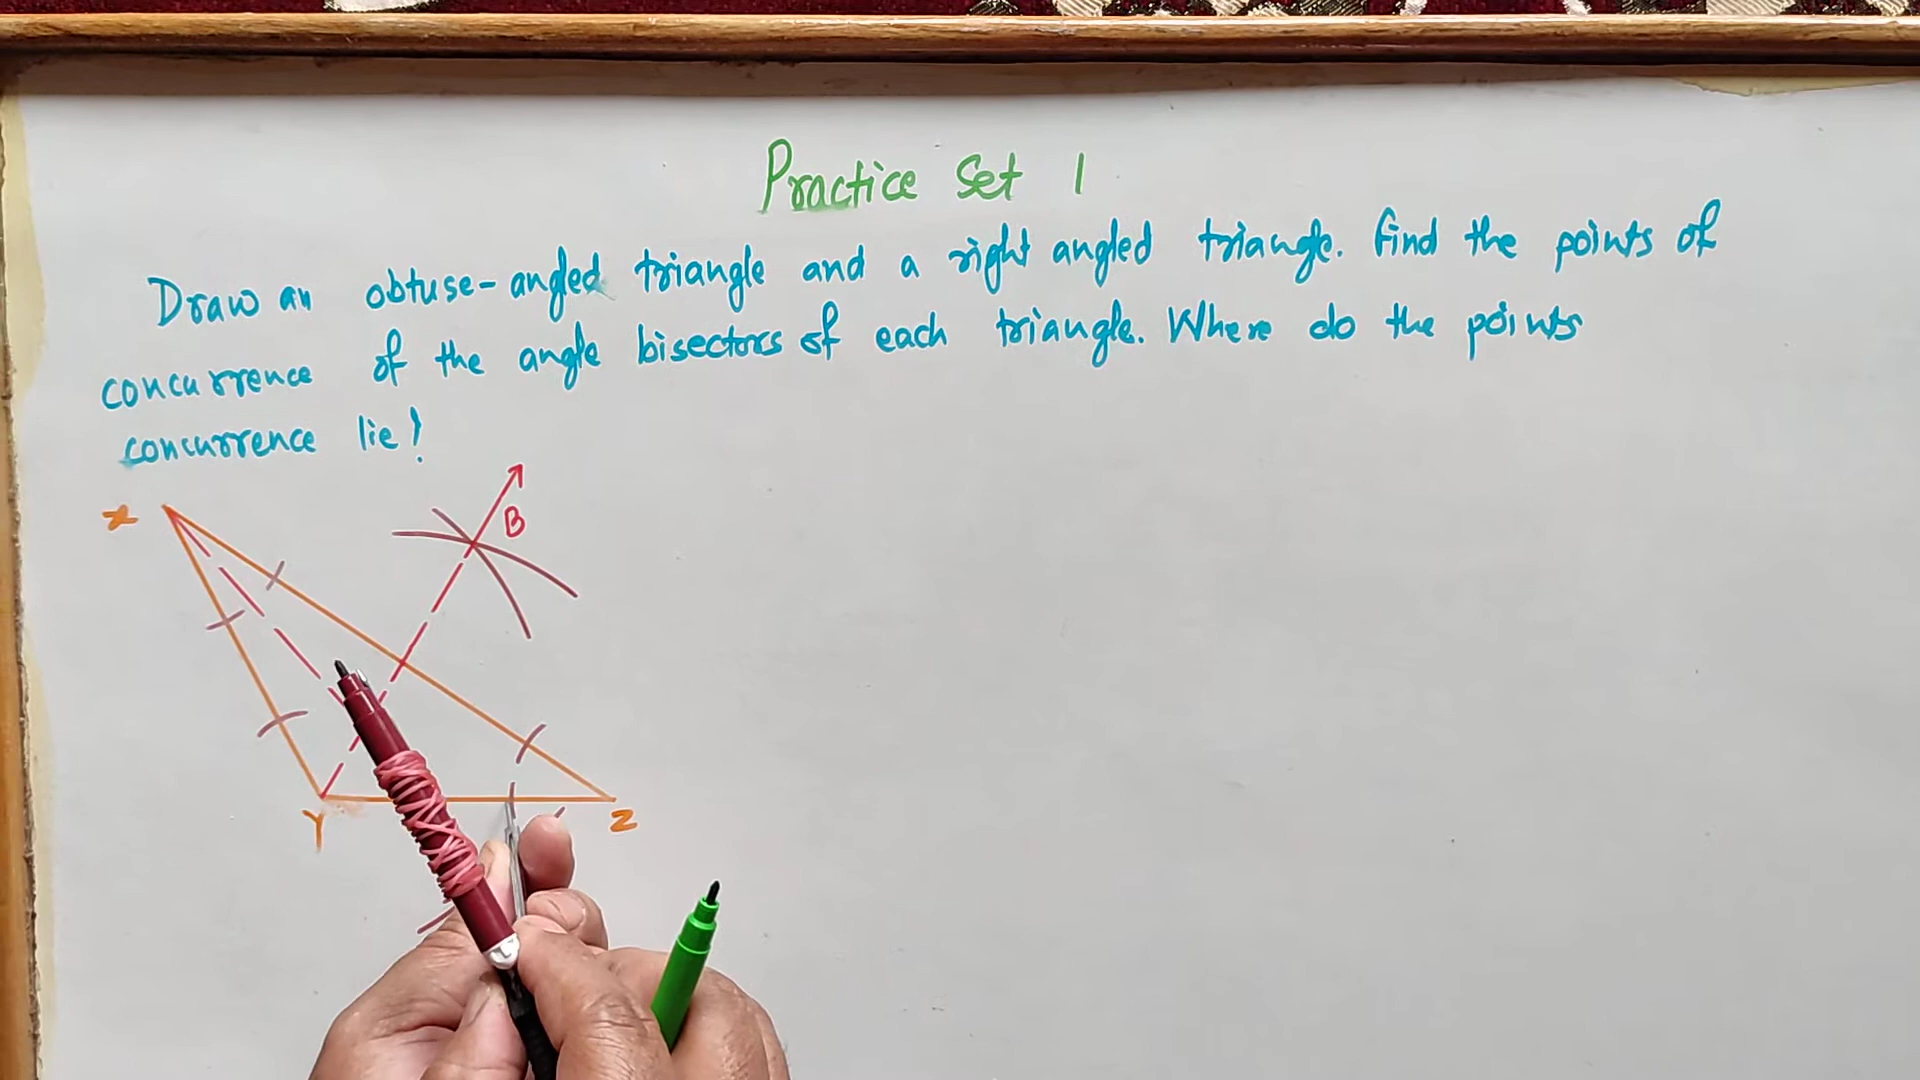 Practice Set 1
Draw an obtuse-angled triangle and a right angled triangle. Find the points of
concurrence of the angle bisectors of each triangle. Where do the points
concurrence lie?
X
B
Y
Z